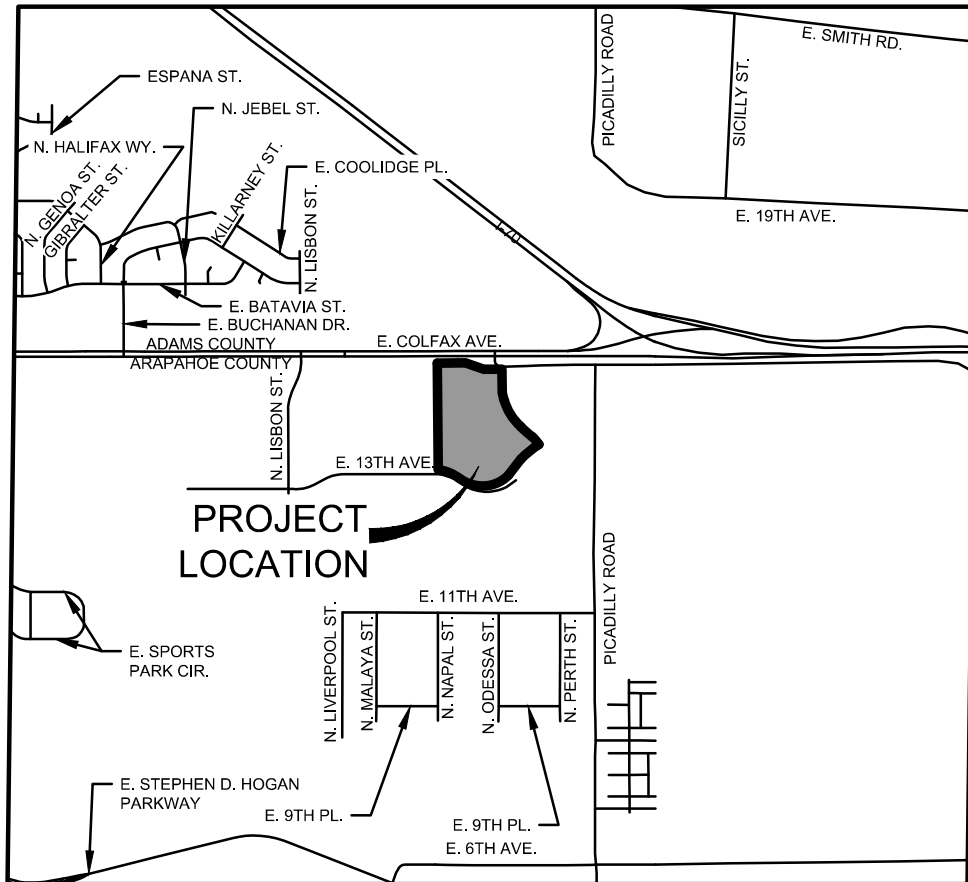 E. SMITH RD.
PICADILLY ROAD
SICILLY ST.
ESPANA ST.
N. JEBEL ST.
N. HALIFAX WY.
E. COOLIDGE PL.
N. GENOA ST.
GIBRALTER ST.
KILLARNEY ST.
N. LISBON ST.
I-70
E. 19TH AVE.
E. BATAVIA ST.
E. BUCHANAN DR.
ADAMS COUNTY
E. COLFAX AVE.
ARAPAHOE COUNTY
N. LISBON ST.
E. 13TH AVE.
PROJECT
LOCATION
PICADILLY ROAD
E. 11TH AVE.
N. LIVERPOOL ST.
N. MALAYA ST.
N. NAPAL ST.
N. ODESSA ST.
N. PERTH ST.
E. SPORTS
PARK CIR.
E. STEPHEN D. HOGAN
PARKWAY
E. 9TH PL.
E. 9TH PL.
E. 6TH AVE.